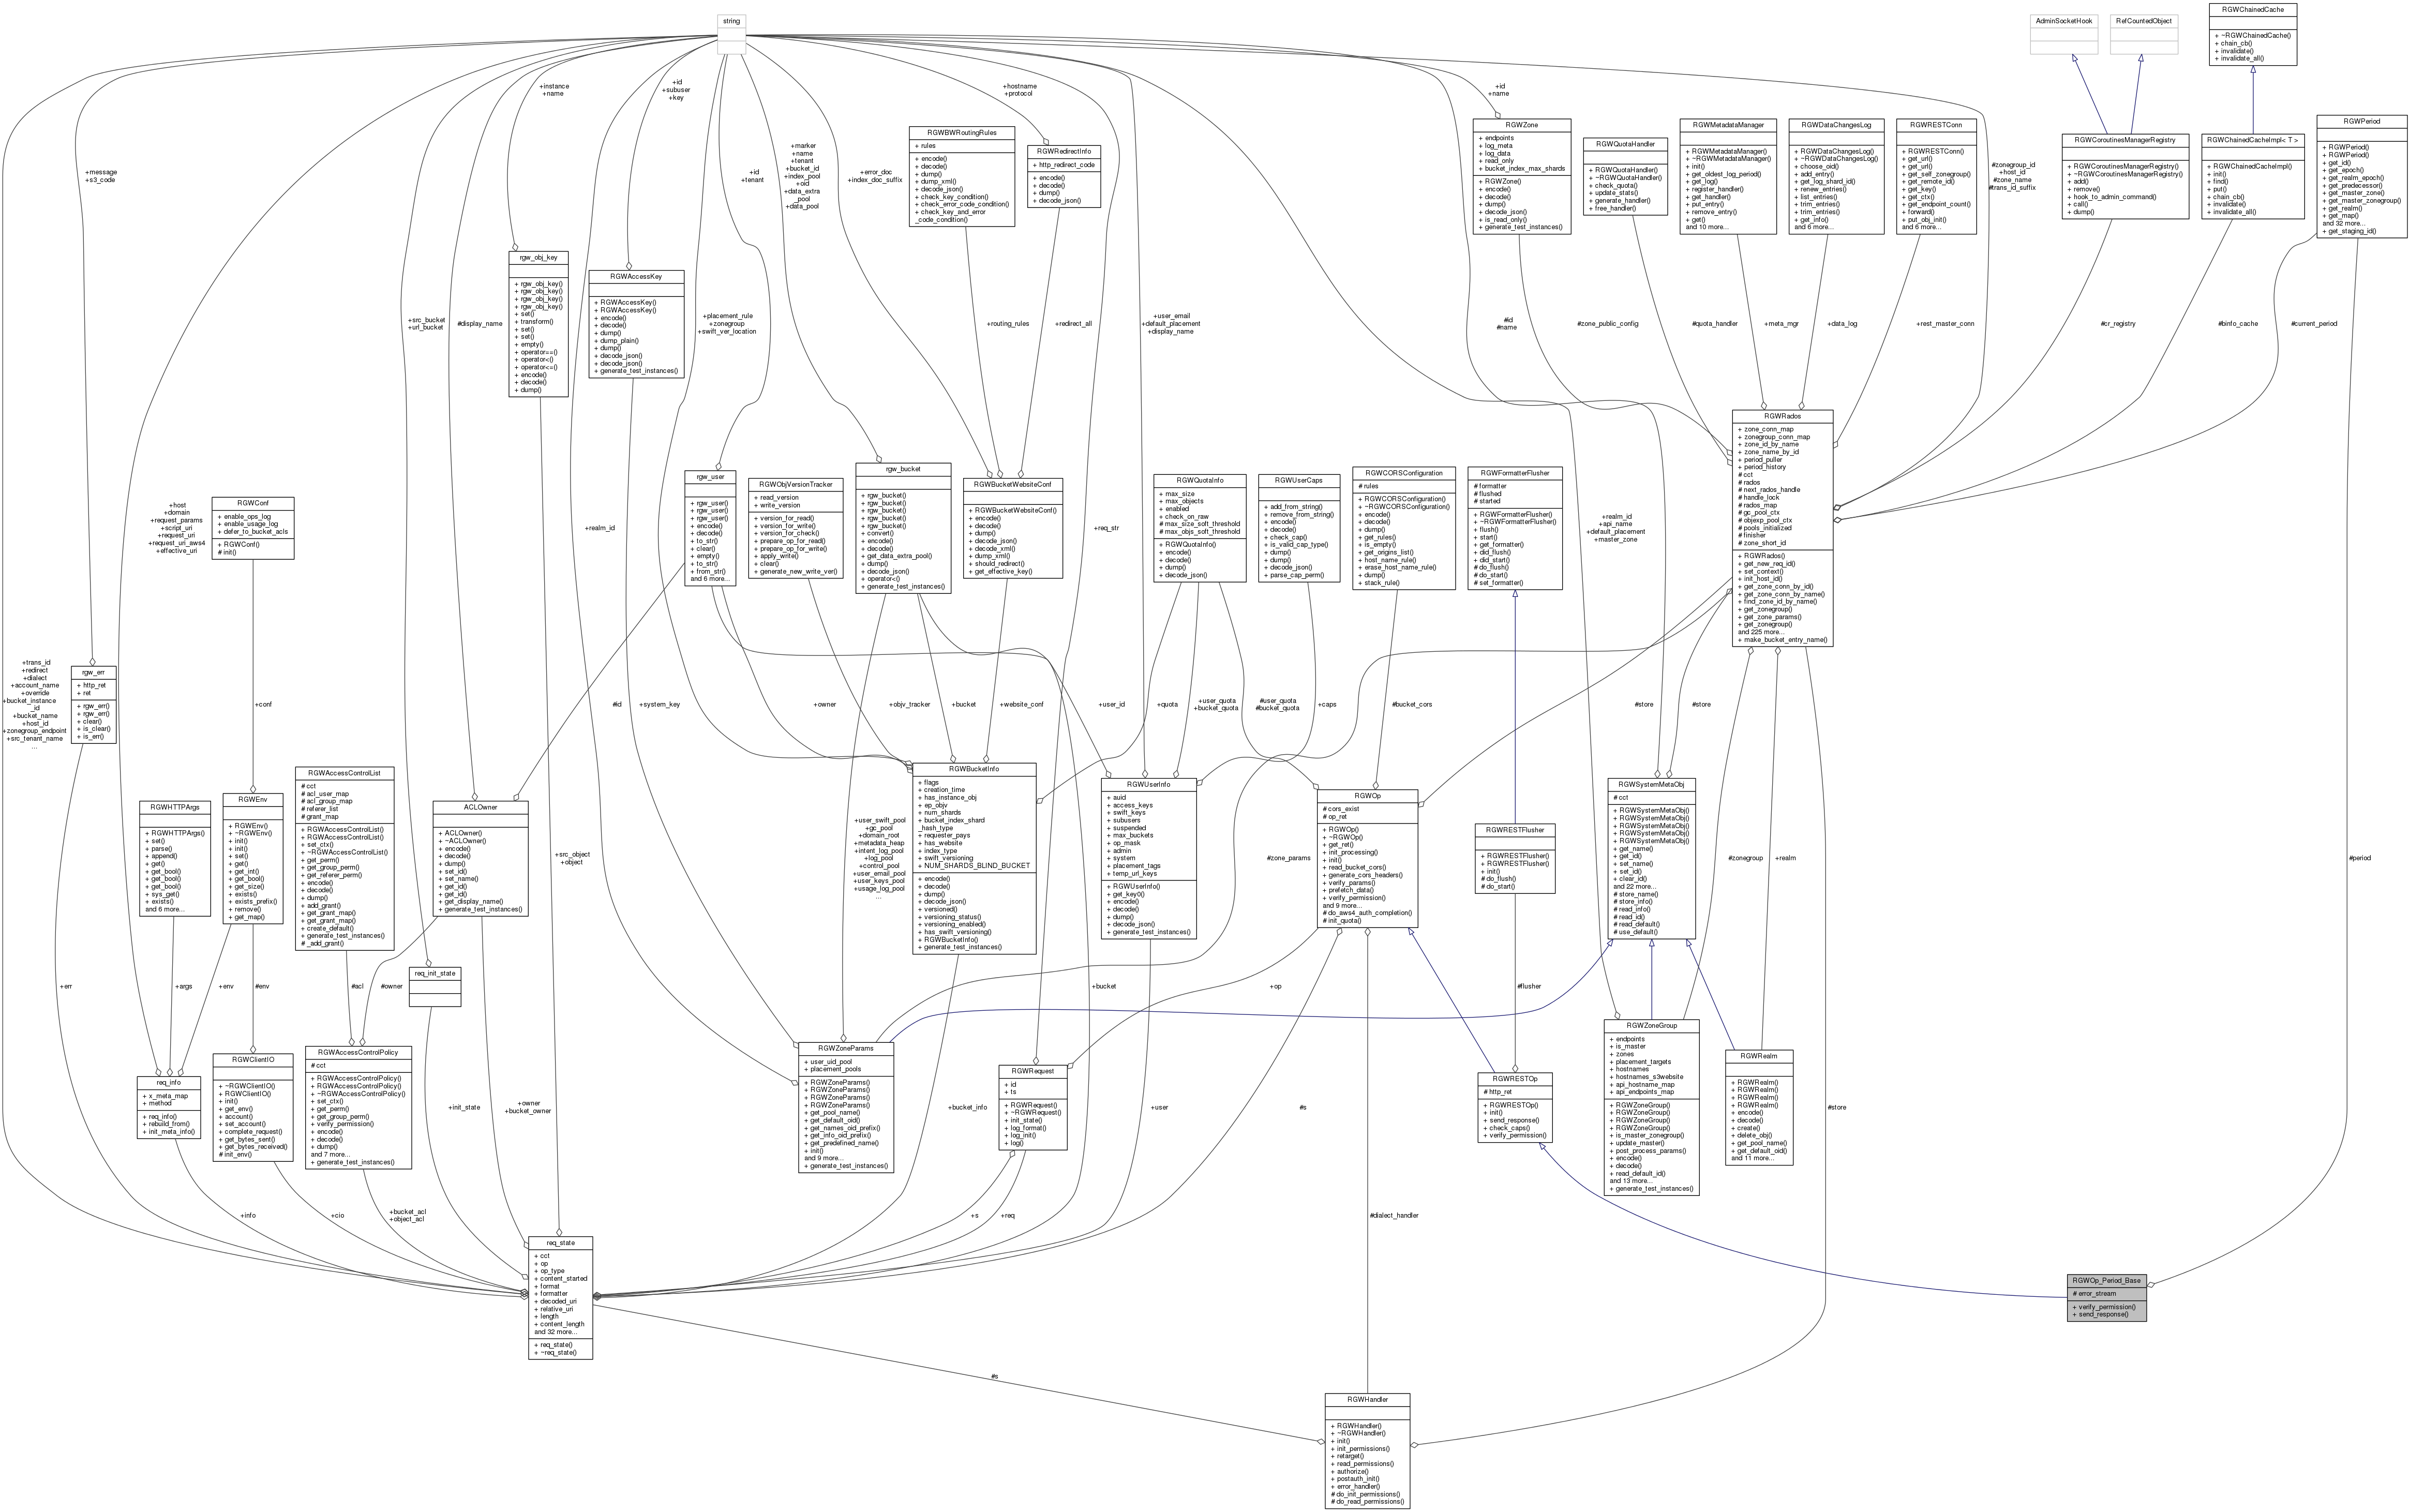 string
AdminSocketHook
RefCountedObject
RGWChainedCache
+ ~RGWChainedCache()
+ chain_cb()
+ invalidate()
+ invalidate_all()
+instance
+name
+id
+subuser
+key
+hostname
+protocol
+id
+name
RGWPeriod
+ RGWPeriod()
+ RGWPeriod()
+ get_id()
+ get_epoch()
+ get_realm_epoch()
+ get_predecessor()
+ get_master_zone()
+ get_master_zonegroup()
+ get_realm()
+ get_map()
and 32 more...
+ get_staging_id()
RGWZone
+ endpoints
+ log_meta
+ log_data
+ read_only
+ bucket_index_max_shards
+ RGWZone()
+ encode()
+ decode()
+ dump()
+ decode_json()
+ is_read_only()
+ generate_test_instances()
RGWQuotaHandler
+ RGWQuotaHandler()
+ ~RGWQuotaHandler()
+ check_quota()
+ update_stats()
+ generate_handler()
+ free_handler()
RGWMetadataManager
+ RGWMetadataManager()
+ ~RGWMetadataManager()
+ init()
+ get_oldest_log_period()
+ get_log()
+ register_handler()
+ get_handler()
+ put_entry()
+ remove_entry()
+ get()
and 10 more...
RGWDataChangesLog
+ RGWDataChangesLog()
+ ~RGWDataChangesLog()
+ choose_oid()
+ add_entry()
+ get_log_shard_id()
+ renew_entries()
+ list_entries()
+ trim_entries()
+ trim_entries()
+ get_info()
and 6 more...
RGWRESTConn
+ RGWRESTConn()
+ get_url()
+ get_url()
+ get_self_zonegroup()
+ get_remote_id()
+ get_key()
+ get_ctx()
+ get_endpoint_count()
+ forward()
+ put_obj_init()
and 6 more...
#zonegroup_id
+host_id
#zone_name
#trans_id_suffix
RGWCoroutinesManagerRegistry
+ RGWCoroutinesManagerRegistry()
+ ~RGWCoroutinesManagerRegistry()
+ add()
+ remove()
+ hook_to_admin_command()
+ call()
+ dump()
RGWChainedCacheImpl< T >
+ RGWChainedCacheImpl()
+ init()
+ find()
+ put()
+ chain_cb()
+ invalidate()
+ invalidate_all()
RGWBWRoutingRules
+ rules
+ encode()
+ decode()
+ dump()
+ dump_xml()
+ decode_json()
+ check_key_condition()
+ check_error_code_condition()
+ check_key_and_error
_code_condition()
RGWRedirectInfo
+ http_redirect_code
+ encode()
+ decode()
+ dump()
+ decode_json()
+message
+s3_code
+id
+tenant
+marker
+name
+tenant
+bucket_id
+index_pool
+oid
+data_extra
_pool
+data_pool
+error_doc
+index_doc_suffix
rgw_obj_key
+ rgw_obj_key()
+ rgw_obj_key()
+ rgw_obj_key()
+ rgw_obj_key()
+ set()
+ transform()
+ set()
+ set()
+ empty()
+ operator==()
+ operator<()
+ operator<=()
+ encode()
+ decode()
+ dump()
RGWAccessKey
+ RGWAccessKey()
+ RGWAccessKey()
+ encode()
+ decode()
+ dump()
+ dump_plain()
+ dump()
+ decode_json()
+ decode_json()
+ generate_test_instances()
+src_bucket
+url_bucket
#display_name
+placement_rule
+zonegroup
+swift_ver_location
+routing_rules
+redirect_all
+user_email
+default_placement
+display_name
#id
#name
#zone_public_config
#quota_handler
+meta_mgr
+data_log
+rest_master_conn
#cr_registry
#binfo_cache
#current_period
RGWRados
+ zone_conn_map
+ zonegroup_conn_map
+ zone_id_by_name
+ zone_name_by_id
+ period_puller
+ period_history
# cct
# rados
# next_rados_handle
# handle_lock
# rados_map
# gc_pool_ctx
# objexp_pool_ctx
# pools_initialized
# finisher
# zone_short_id
+ RGWRados()
+ get_new_req_id()
+ set_context()
+ init_host_id()
+ get_zone_conn_by_id()
+ get_zone_conn_by_name()
+ find_zone_id_by_name()
+ get_zonegroup()
+ get_zone_params()
+ get_zonegroup()
and 225 more...
+ make_bucket_entry_name()
+host
+domain
+request_params
+script_uri
+request_uri
+request_uri_aws4
+effective_uri
RGWConf
+ enable_ops_log
+ enable_usage_log
+ defer_to_bucket_acls
+ RGWConf()
# init()
+realm_id
rgw_user
+ rgw_user()
+ rgw_user()
+ rgw_user()
+ encode()
+ decode()
+ to_str()
+ clear()
+ empty()
+ to_str()
+ from_str()
and 6 more...
RGWObjVersionTracker
+ read_version
+ write_version
+ version_for_read()
+ version_for_write()
+ version_for_check()
+ prepare_op_for_read()
+ prepare_op_for_write()
+ apply_write()
+ clear()
+ generate_new_write_ver()
rgw_bucket
+ rgw_bucket()
+ rgw_bucket()
+ rgw_bucket()
+ rgw_bucket()
+ rgw_bucket()
+ convert()
+ encode()
+ decode()
+ get_data_extra_pool()
+ dump()
+ decode_json()
+ operator<()
+ generate_test_instances()
RGWBucketWebsiteConf
+ RGWBucketWebsiteConf()
+ encode()
+ decode()
+ dump()
+ decode_json()
+ decode_xml()
+ dump_xml()
+ should_redirect()
+ get_effective_key()
+req_str
RGWQuotaInfo
+ max_size
+ max_objects
+ enabled
+ check_on_raw
# max_size_soft_threshold
# max_objs_soft_threshold
+ RGWQuotaInfo()
+ encode()
+ decode()
+ dump()
+ decode_json()
RGWUserCaps
+ add_from_string()
+ remove_from_string()
+ encode()
+ decode()
+ check_cap()
+ is_valid_cap_type()
+ dump()
+ dump()
+ decode_json()
+ parse_cap_perm()
RGWCORSConfiguration
# rules
+ RGWCORSConfiguration()
+ ~RGWCORSConfiguration()
+ encode()
+ decode()
+ dump()
+ get_rules()
+ is_empty()
+ get_origins_list()
+ host_name_rule()
+ erase_host_name_rule()
+ dump()
+ stack_rule()
RGWFormatterFlusher
# formatter
# flushed
# started
+ RGWFormatterFlusher()
+ ~RGWFormatterFlusher()
+ flush()
+ start()
+ get_formatter()
+ did_flush()
+ did_start()
# do_flush()
# do_start()
# set_formatter()
+realm_id
+api_name
+default_placement
+master_zone
+trans_id
+redirect
+dialect
+account_name
+override
+bucket_instance
_id
+bucket_name
+host_id
+zonegroup_endpoint
+src_tenant_name
...
rgw_err
+ http_ret
+ ret
+ rgw_err()
+ rgw_err()
+ clear()
+ is_clear()
+ is_err()
+conf
#id
+system_key
+owner
+objv_tracker
+bucket
+website_conf
+user_id
+quota
+user_quota
+bucket_quota
#user_quota
#bucket_quota
+caps
#bucket_cors
#store
#store
RGWHTTPArgs
+ RGWHTTPArgs()
+ set()
+ parse()
+ append()
+ get()
+ get_bool()
+ get_bool()
+ get_bool()
+ sys_get()
+ exists()
and 6 more...
RGWEnv
+ RGWEnv()
+ ~RGWEnv()
+ init()
+ init()
+ set()
+ get()
+ get_int()
+ get_bool()
+ get_size()
+ exists()
+ exists_prefix()
+ remove()
+ get_map()
RGWAccessControlList
# cct
# acl_user_map
# acl_group_map
# referer_list
# grant_map
+ RGWAccessControlList()
+ RGWAccessControlList()
+ set_ctx()
+ ~RGWAccessControlList()
+ get_perm()
+ get_group_perm()
+ get_referer_perm()
+ encode()
+ decode()
+ dump()
+ add_grant()
+ get_grant_map()
+ get_grant_map()
+ create_default()
+ generate_test_instances()
# _add_grant()
ACLOwner
+ ACLOwner()
+ ~ACLOwner()
+ encode()
+ decode()
+ dump()
+ set_id()
+ set_name()
+ get_id()
+ get_id()
+ get_display_name()
+ generate_test_instances()
+src_object
+object
+user_swift_pool
+gc_pool
+domain_root
+metadata_heap
+intent_log_pool
+log_pool
+control_pool
+user_email_pool
+user_keys_pool
+usage_log_pool
...
RGWBucketInfo
+ flags
+ creation_time
+ has_instance_obj
+ ep_objv
+ num_shards
+ bucket_index_shard
_hash_type
+ requester_pays
+ has_website
+ index_type
+ swift_versioning
+ NUM_SHARDS_BLIND_BUCKET
+ encode()
+ decode()
+ dump()
+ decode_json()
+ versioned()
+ versioning_status()
+ versioning_enabled()
+ has_swift_versioning()
+ RGWBucketInfo()
+ generate_test_instances()
RGWUserInfo
+ auid
+ access_keys
+ swift_keys
+ subusers
+ suspended
+ max_buckets
+ op_mask
+ admin
+ system
+ placement_tags
+ temp_url_keys
+ RGWUserInfo()
+ get_key0()
+ encode()
+ decode()
+ dump()
+ decode_json()
+ generate_test_instances()
#zone_params
RGWOp
# cors_exist
# op_ret
+ RGWOp()
+ ~RGWOp()
+ get_ret()
+ init_processing()
+ init()
+ read_bucket_cors()
+ generate_cors_headers()
+ verify_params()
+ prefetch_data()
+ verify_permission()
and 9 more...
# do_aws4_auth_completion()
# init_quota()
RGWRESTFlusher
+ RGWRESTFlusher()
+ RGWRESTFlusher()
+ init()
# do_flush()
# do_start()
RGWSystemMetaObj
# cct
+ RGWSystemMetaObj()
+ RGWSystemMetaObj()
+ RGWSystemMetaObj()
+ RGWSystemMetaObj()
+ RGWSystemMetaObj()
+ get_name()
+ get_id()
+ set_name()
+ set_id()
+ clear_id()
and 22 more...
# store_name()
# store_info()
# read_info()
# read_id()
# read_default()
# use_default()
#zonegroup
+realm
#period
+err
+args
+env
#env
#acl
#owner
req_init_state
+bucket
+op
#flusher
req_info
+ x_meta_map
+ method
+ req_info()
+ rebuild_from()
+ init_meta_info()
RGWClientIO
+ ~RGWClientIO()
+ RGWClientIO()
+ init()
+ get_env()
+ account()
+ set_account()
+ complete_request()
+ get_bytes_sent()
+ get_bytes_received()
# init_env()
RGWAccessControlPolicy
# cct
+ RGWAccessControlPolicy()
+ RGWAccessControlPolicy()
+ ~RGWAccessControlPolicy()
+ set_ctx()
+ get_perm()
+ get_group_perm()
+ verify_permission()
+ encode()
+ decode()
+ dump()
and 7 more...
+ generate_test_instances()
+init_state
+owner
+bucket_owner
RGWZoneParams
+ user_uid_pool
+ placement_pools
+ RGWZoneParams()
+ RGWZoneParams()
+ RGWZoneParams()
+ RGWZoneParams()
+ get_pool_name()
+ get_default_oid()
+ get_names_oid_prefix()
+ get_info_oid_prefix()
+ get_predefined_name()
+ init()
and 9 more...
+ generate_test_instances()
+bucket_info
RGWRequest
+ id
+ ts
+ RGWRequest()
+ ~RGWRequest()
+ init_state()
+ log_format()
+ log_init()
+ log()
+user
#s
RGWRESTOp
# http_ret
+ RGWRESTOp()
+ init()
+ send_response()
+ check_caps()
+ verify_permission()
RGWZoneGroup
+ endpoints
+ is_master
+ zones
+ placement_targets
+ hostnames
+ hostnames_s3website
+ api_hostname_map
+ api_endpoints_map
+ RGWZoneGroup()
+ RGWZoneGroup()
+ RGWZoneGroup()
+ RGWZoneGroup()
+ is_master_zonegroup()
+ update_master()
+ post_process_params()
+ encode()
+ decode()
+ read_default_id()
and 13 more...
+ generate_test_instances()
RGWRealm
+ RGWRealm()
+ RGWRealm()
+ RGWRealm()
+ RGWRealm()
+ encode()
+ decode()
+ create()
+ delete_obj()
+ get_pool_name()
+ get_default_oid()
and 11 more...
#store
+info
+cio
+bucket_acl
+object_acl
+s
+req
#dialect_handler
req_state
+ cct
+ op
+ op_type
+ content_started
+ format
+ formatter
+ decoded_uri
+ relative_uri
+ length
+ content_length
and 32 more...
+ req_state()
+ ~req_state()
RGWOp_Period_Base
# error_stream
+ verify_permission()
+ send_response()
#s
RGWHandler
+ RGWHandler()
+ ~RGWHandler()
+ init()
+ init_permissions()
+ retarget()
+ read_permissions()
+ authorize()
+ postauth_init()
+ error_handler()
# do_init_permissions()
# do_read_permissions()